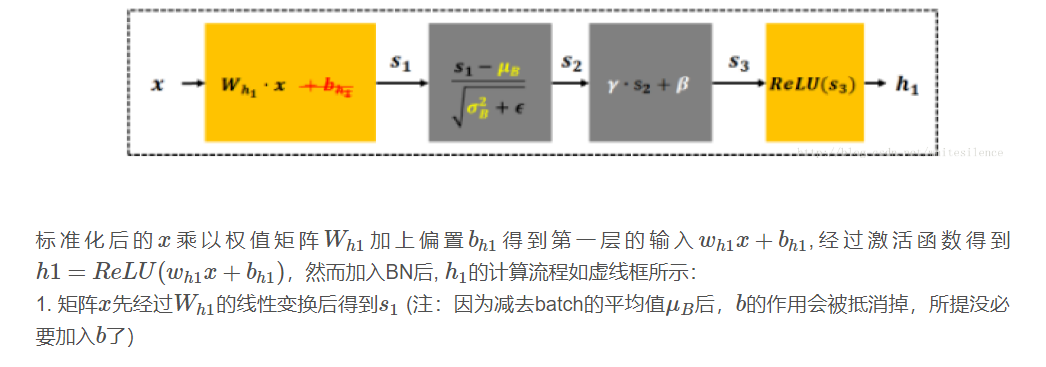 x → W_{h_1} · x + b_{h_1} s_1 → \frac{s_1 - μ_B}{\sqrt{σ_B^2 + ϵ}} s_2 → γ · s_2 + β s_3 → ReLU(s_3) → h_1
标准化后的x乘以权值矩阵W_{h1}加上偏置b_{h1}得到第一层的输入w_{h1}x + b_{h1},经过激活函数得到
h1 = ReLU(w_{h1}x + b_{h1})，然而加入BN后, h_1的计算流程如虚线框所示：
1. 矩阵x先经过W_{h1}的线性变换后得到s_1 (注：因为减去batch的平均值μ_B后，b的作用会被抵消掉，所提没必
要加入b了)